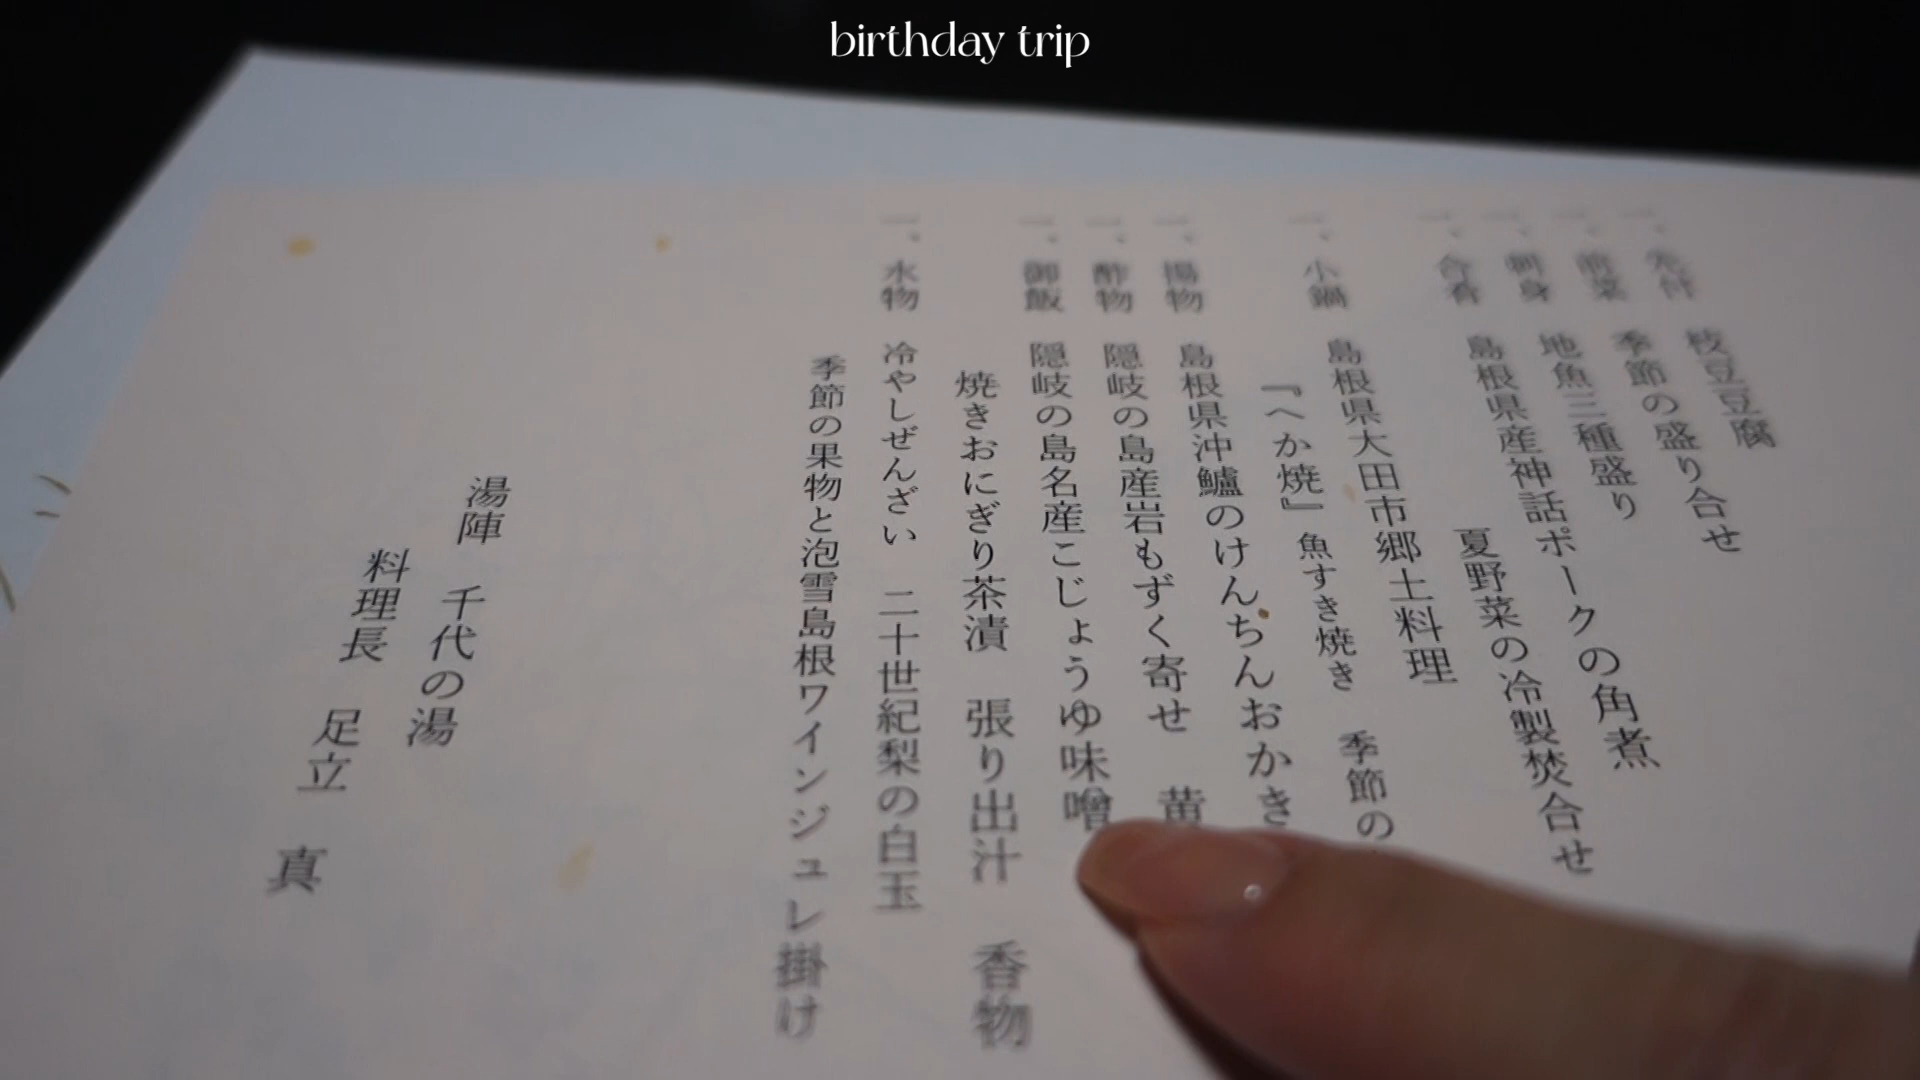 birthday trip
一、先付 枝豆豆腐
一、前菜 季節の盛り合せ
一、刺身 地魚三種盛り
一、合肴 島根県産神話ポークの角煮
夏野菜の冷製焚合せ
一、小鍋 島根県大田市郷土料理
『へか焼』 魚すき焼き 季節の
一、揚物 島根県沖鱸のけんちんおかき
一、酢物 隠岐の島産岩もずく寄せ 黄
一、御飯 隠岐の島名産こじょうゆ味噌
焼きおにぎり茶漬 張り出汁 香物
一、水物 冷やしぜんざい 二十世紀梨の白玉
季節の果物と泡雪島根ワインジュレ掛け
湯陣 千代の湯
料理長 足立 真